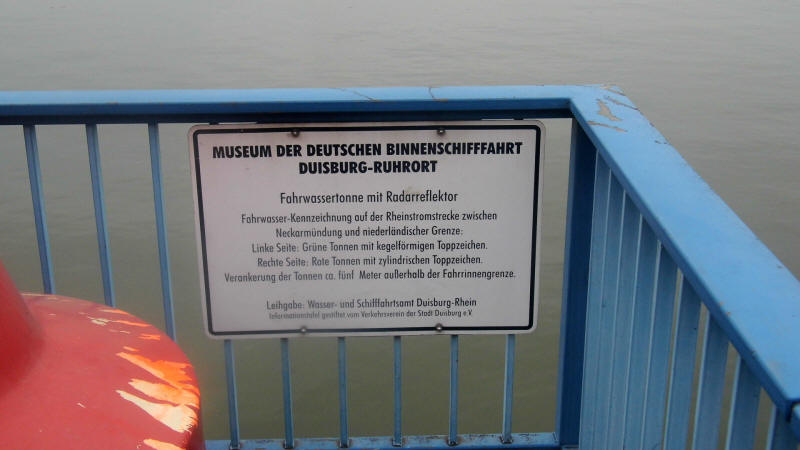 MUSEUM DER DEUTSCHEN BINNENSCHIFFFAHRT
DUISBURG-RUHRORT
Fahrwassertonne mit Radarreflektor
Fahrwasser-Kennzeichnung auf der Rheinstromstrecke zwischen
Neckarmündung und niederländischer Grenze:
Linke Seite: Grüne Tonnen mit kegelförmigen Toppzeichen.
Rechte Seite: Rote Tonnen mit zylindrischen Toppzeichen.
Verankerung der Tonnen ca. fünf Meter außerhalb der Fahrrinnengrenze.
Leihgabe: Wasser- und Schifffahrtsamt Duisburg-Rhein
Informationstafel gestiftet vom Verkehrsverein der Stadt Duisburg e.V.